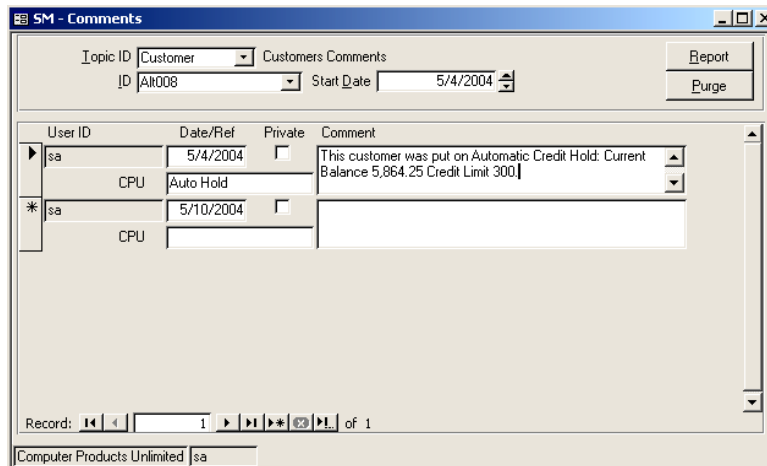 SM - Comments
Topic ID Customer Customers Comments Report
ID Alt008 Start Date 5/4/2004 Purge
User ID Date/Ref Private Comment
sa 5/4/2004 This customer was put on Automatic Credit Hold: Current
Balance 5,864.25 Credit Limit 300.
CPU Auto Hold
sa 5/10/2004
CPU
Record: 1 of 1
Computer Products Unlimited sa